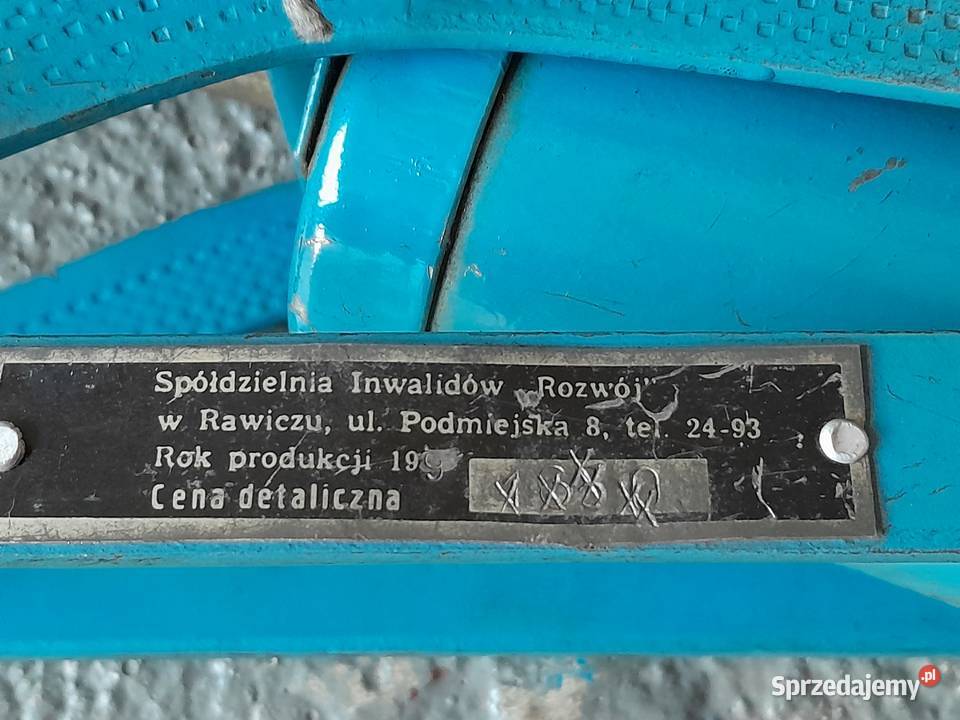 Spółdzielnia Inwalidów „Rozwój"
w Rawiczu, ul. Podmiejska 8, tel. 24-93
Rok produkcji 19
Cena detaliczna
Sprzedajemy.pl